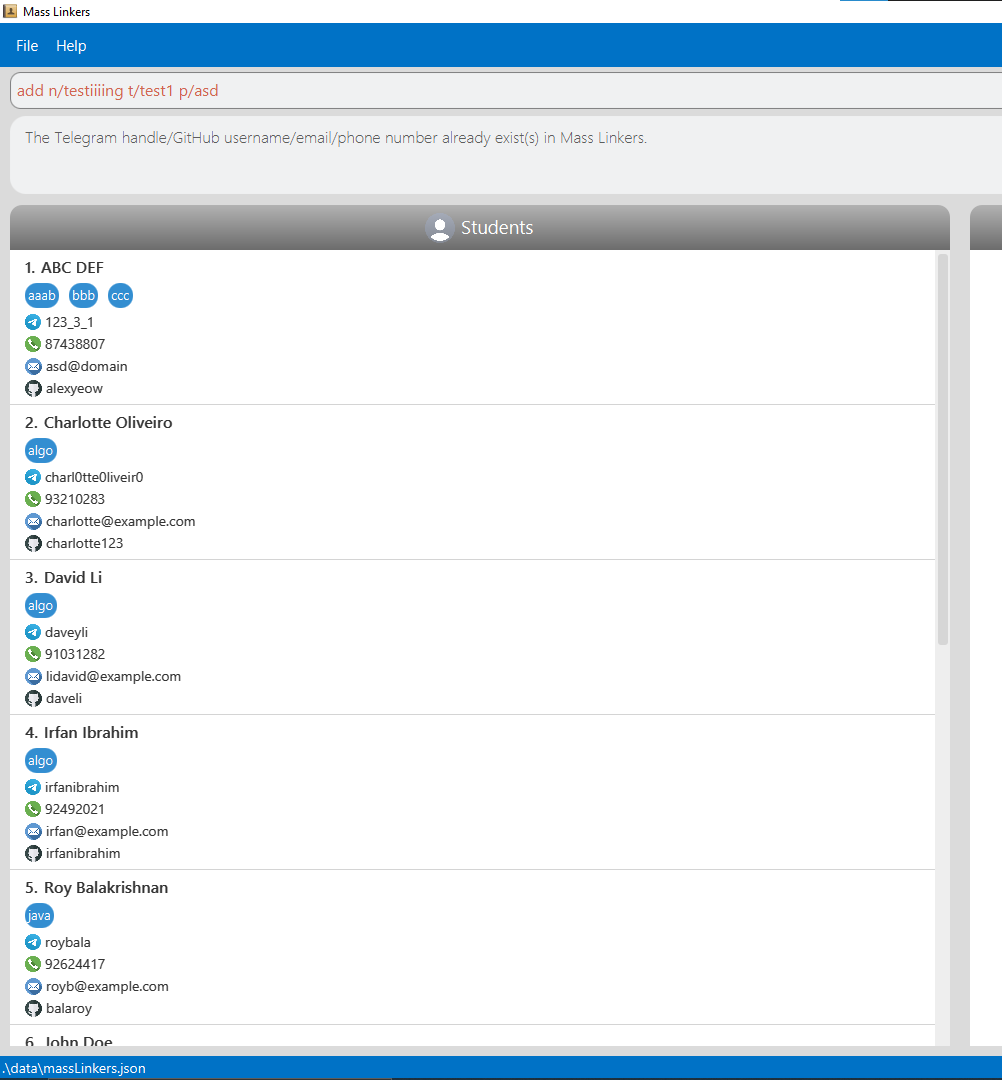 Mass Linkers
File Help
add n/testiiiing t/test1 p/asd
The Telegram handle/GitHub username/email/phone number already exist(s) in Mass Linkers.
Students
1. ABC DEF
aaab bbb ccc
123_3_1
87438807
asd@domain
alexyeow
2. Charlotte Oliveiro
algo
charl0tte0liveir0
93210283
charlotte@example.com
charlotte123
3. David Li
algo
daveyli
91031282
lidavid@example.com
daveli
4. Irfan Ibrahim
algo
irfanibrahim
92492021
irfan@example.com
irfanibrahim
5. Roy Balakrishnan
java
roybala
92624417
royb@example.com
balaroy
6. John Doe
.\data\massLinkers.json